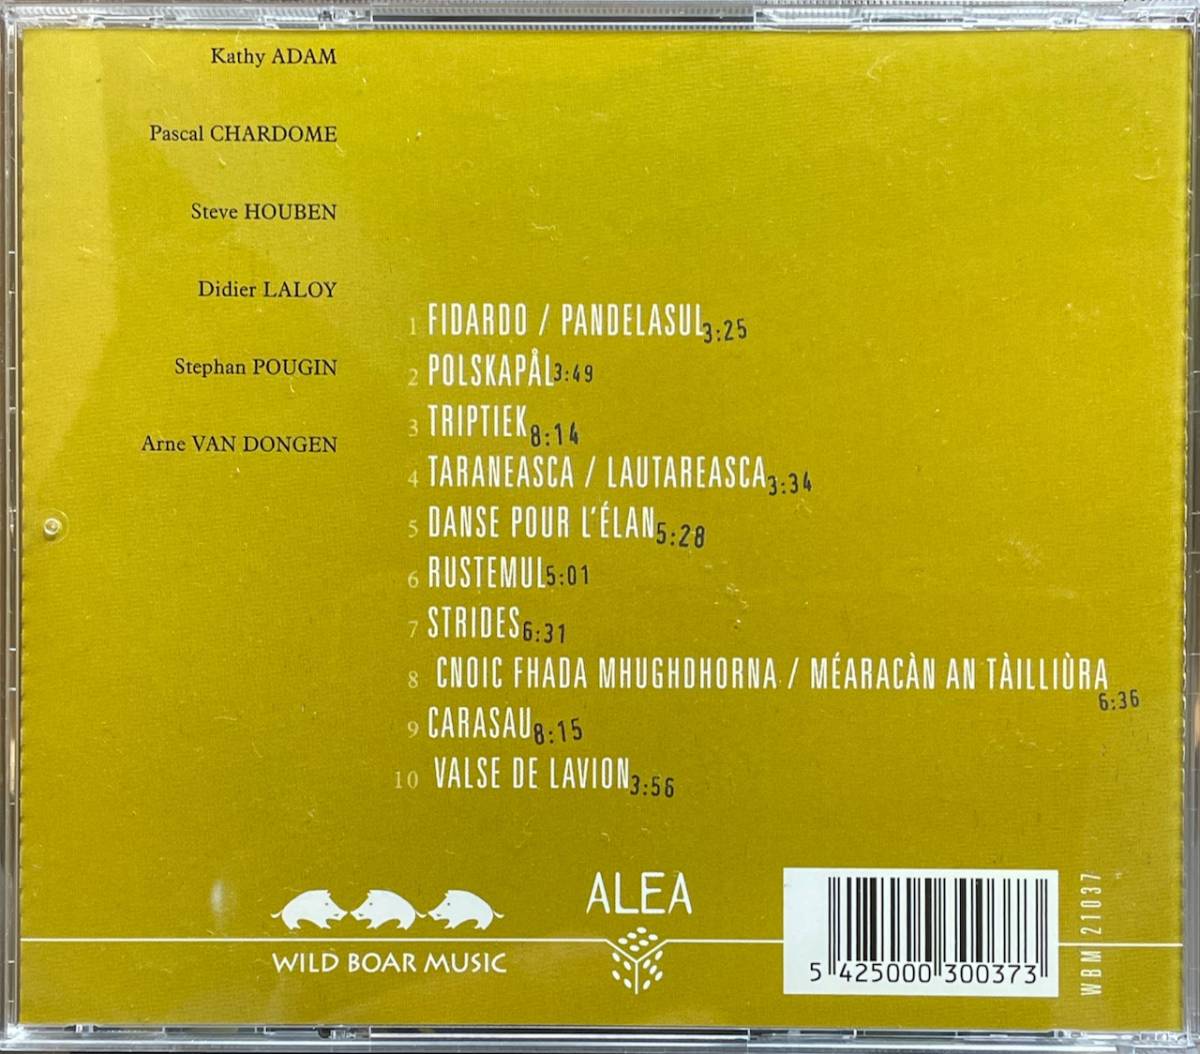 Kathy ADAM
Pascal CHARDOME
Steve HOUBEN
Didier LALOY
Stephan POUGIN
Arne VAN DONGEN
1 FIDARDO / PANDELASUL 3:25
2 POLSKAPÅL 3:49
3 TRIPTIEK 8:14
4 TARANEASCA / LAUTAREASCA 3:34
5 DANSE POUR L'ÉLAN 5:28
6 RUSTEMUL 5:01
7 STRIDES 6:31
8 CNOIC FHADA MHUGHDHORNA / MÉARACÀN AN TÀILLIÙRA 6:36
9 CARASAU 8:15
10 VALSE DE LAVION 3:56
WILD BOAR MUSIC
ALEA
5 425000 300373
WBM 21037